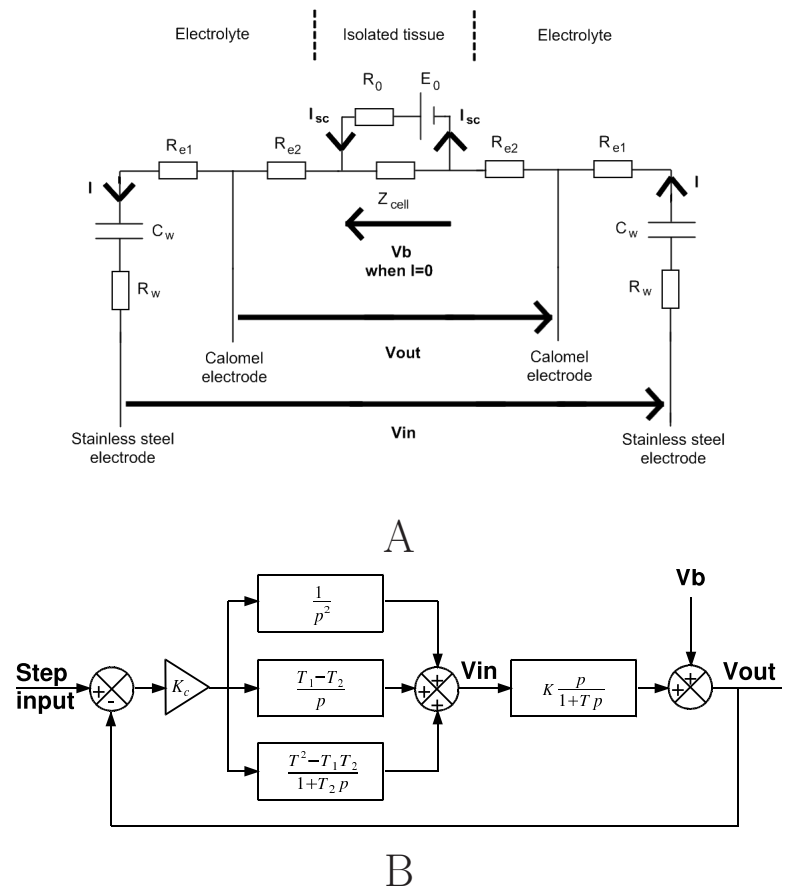 Electrolyte Isolated tissue Electrolyte
R0 E0
Isc Isc
Re1 Re2 Re2 Re1
I I
Zcell
Cw Cw
Vb
when I=0
Rw Rw
Vout
Calomel
electrode
Calomel
electrode
Vin
Stainless steel
electrode
Stainless steel
electrode
A
Vb
1/p²
Step
input
+ -
Kc
T1−T2/p
+ + +
Vin
K p/1+T p
+ +
Vout
T²−T1T2/1+T2 p
B